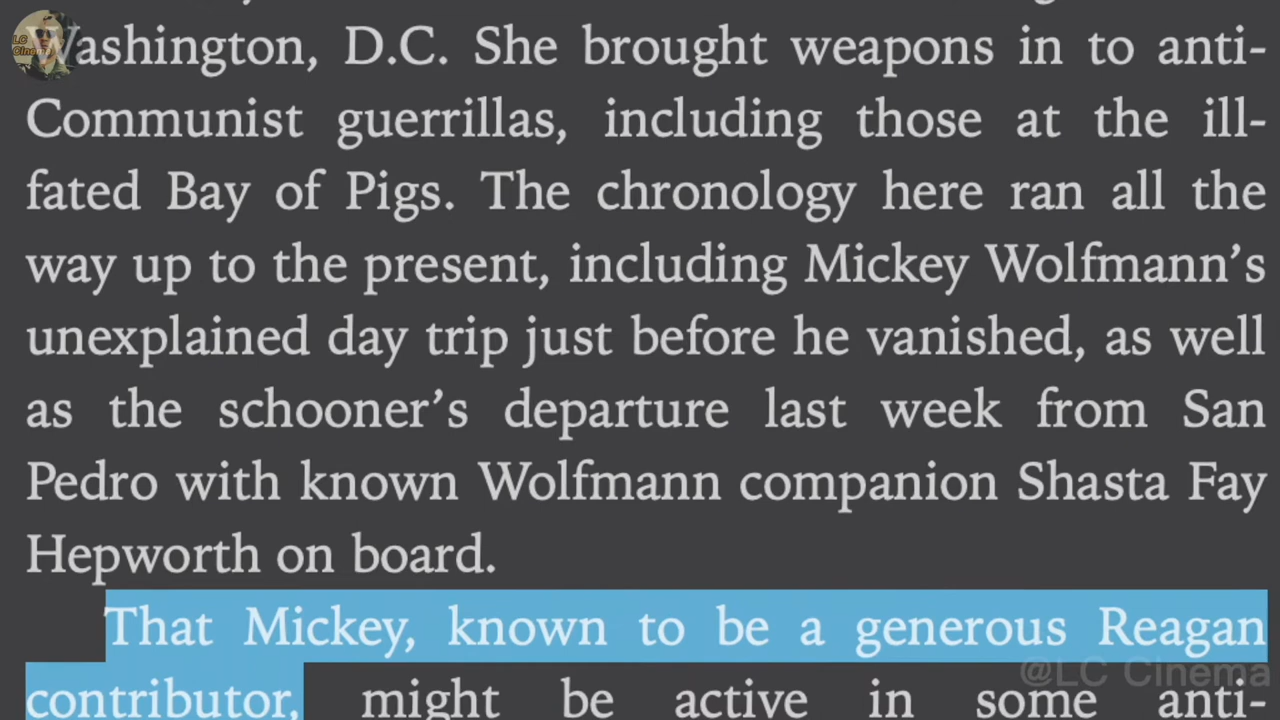 Washington, D.C. She brought weapons in to anti-
Communist guerrillas, including those at the ill-
fated Bay of Pigs. The chronology here ran all the
way up to the present, including Mickey Wolfmann’s
unexplained day trip just before he vanished, as well
as the schooner’s departure last week from San
Pedro with known Wolfmann companion Shasta Fay
Hepworth on board.
That Mickey, known to be a generous Reagan
contributor, might be active in some anti-
LC
Cinema
@LC Cinema